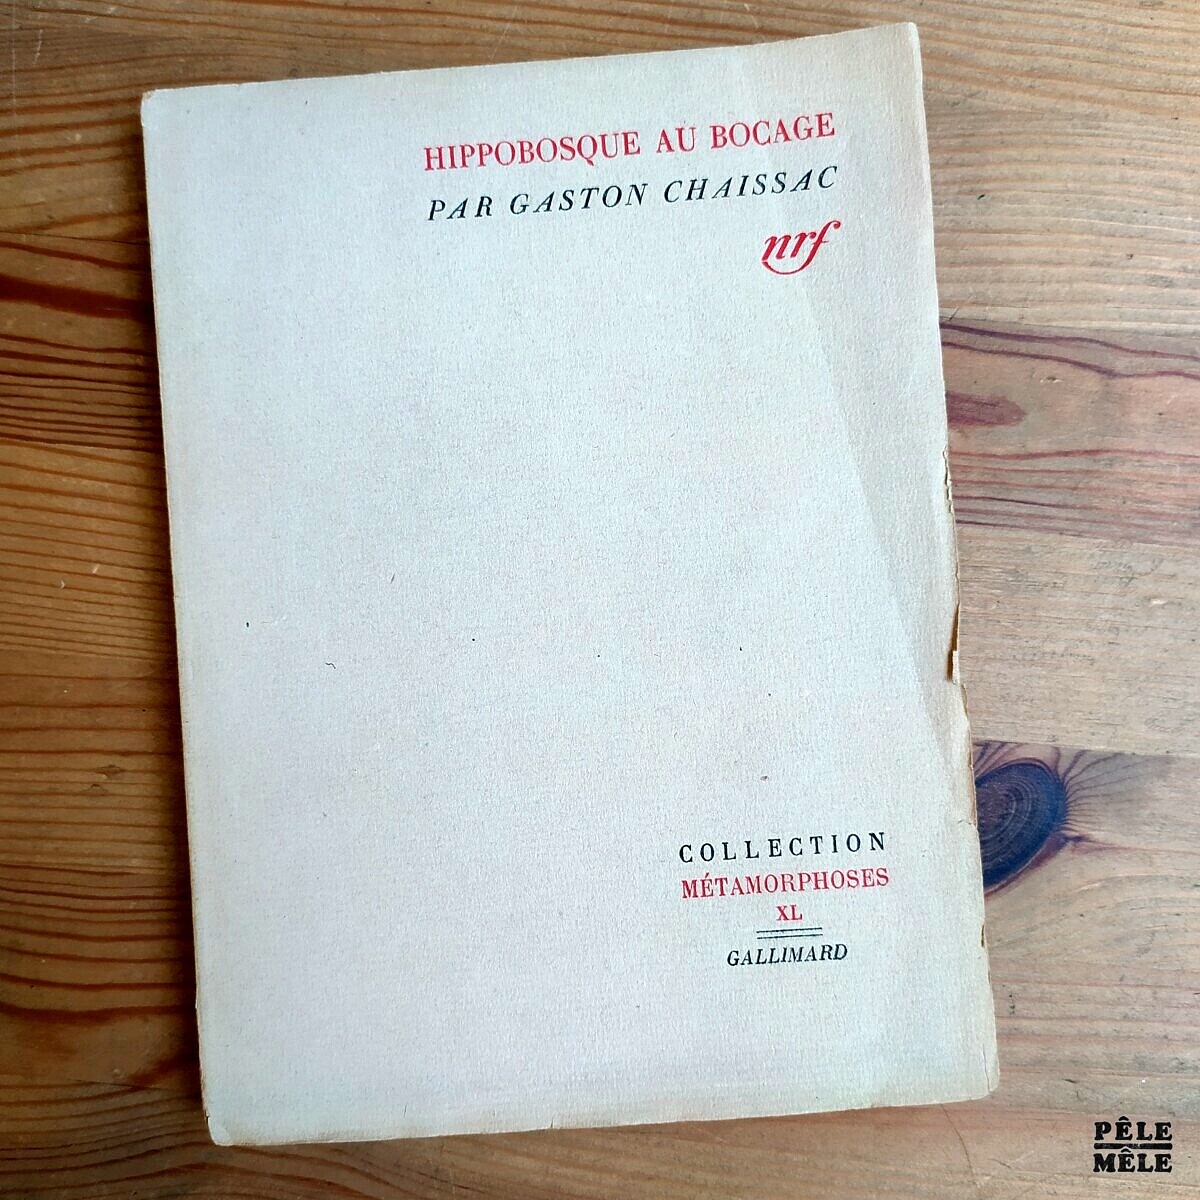 HIPPOBOSQUE AU BOCAGE
PAR GASTON CHAISSAC
nrf
COLLECTION
MÉTAMORPHOSES
XL
GALLIMARD
PÊLE
MÊLE